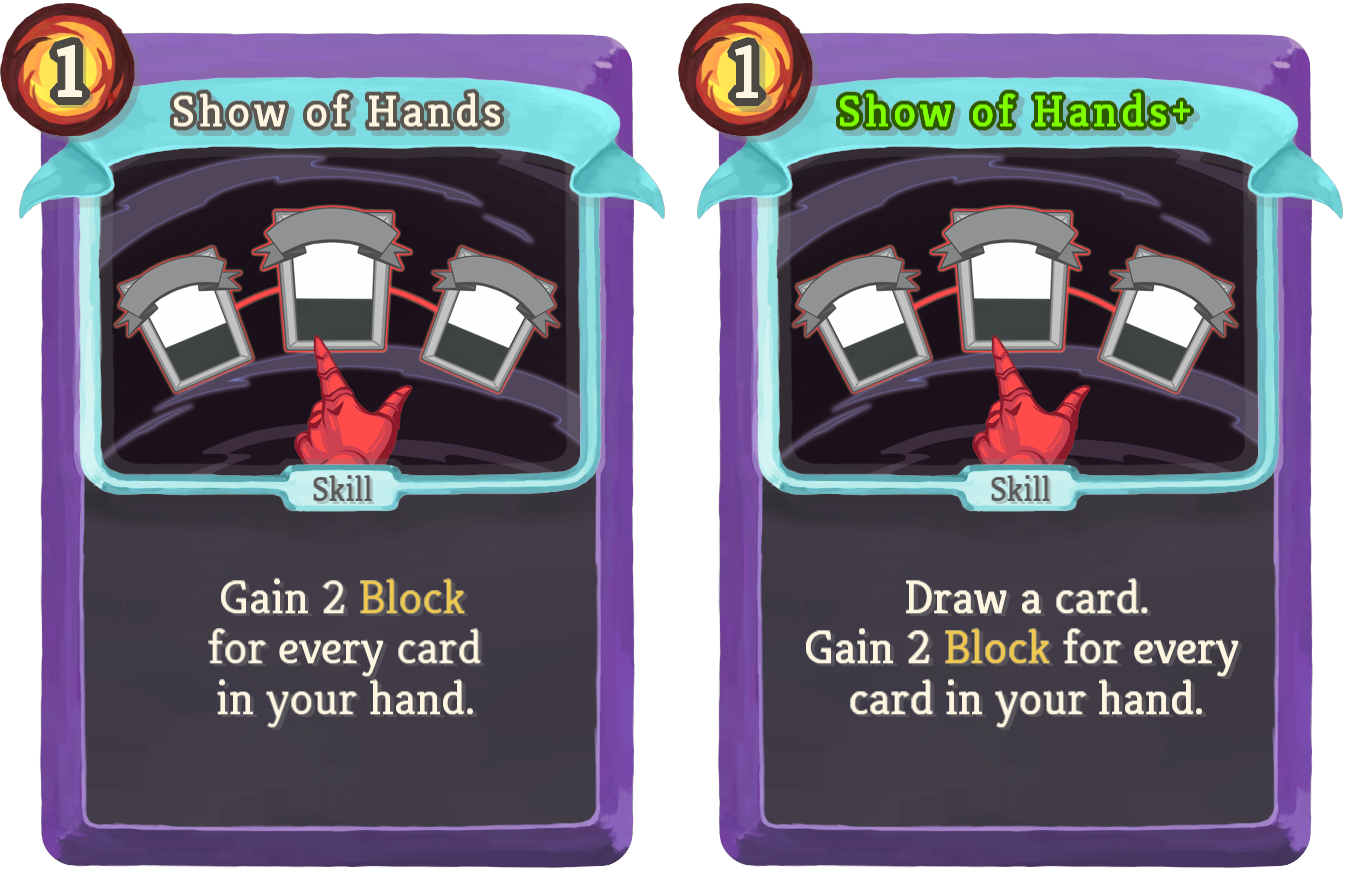 1
Show of Hands
Skill
Gain 2 Block
for every card
in your hand.
1
Show of Hands+
Skill
Draw a card.
Gain 2 Block for every
card in your hand.